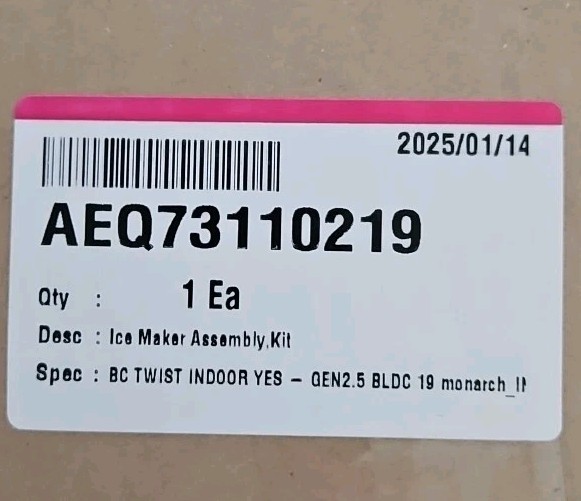 2025/01/14
AEQ73110219
Qty : 1 Ea
Desc : Ice Maker Assembly,Kit
Spec : BC TWIST INDOOR YES – GEN2.5 BLDC 19 monarch_